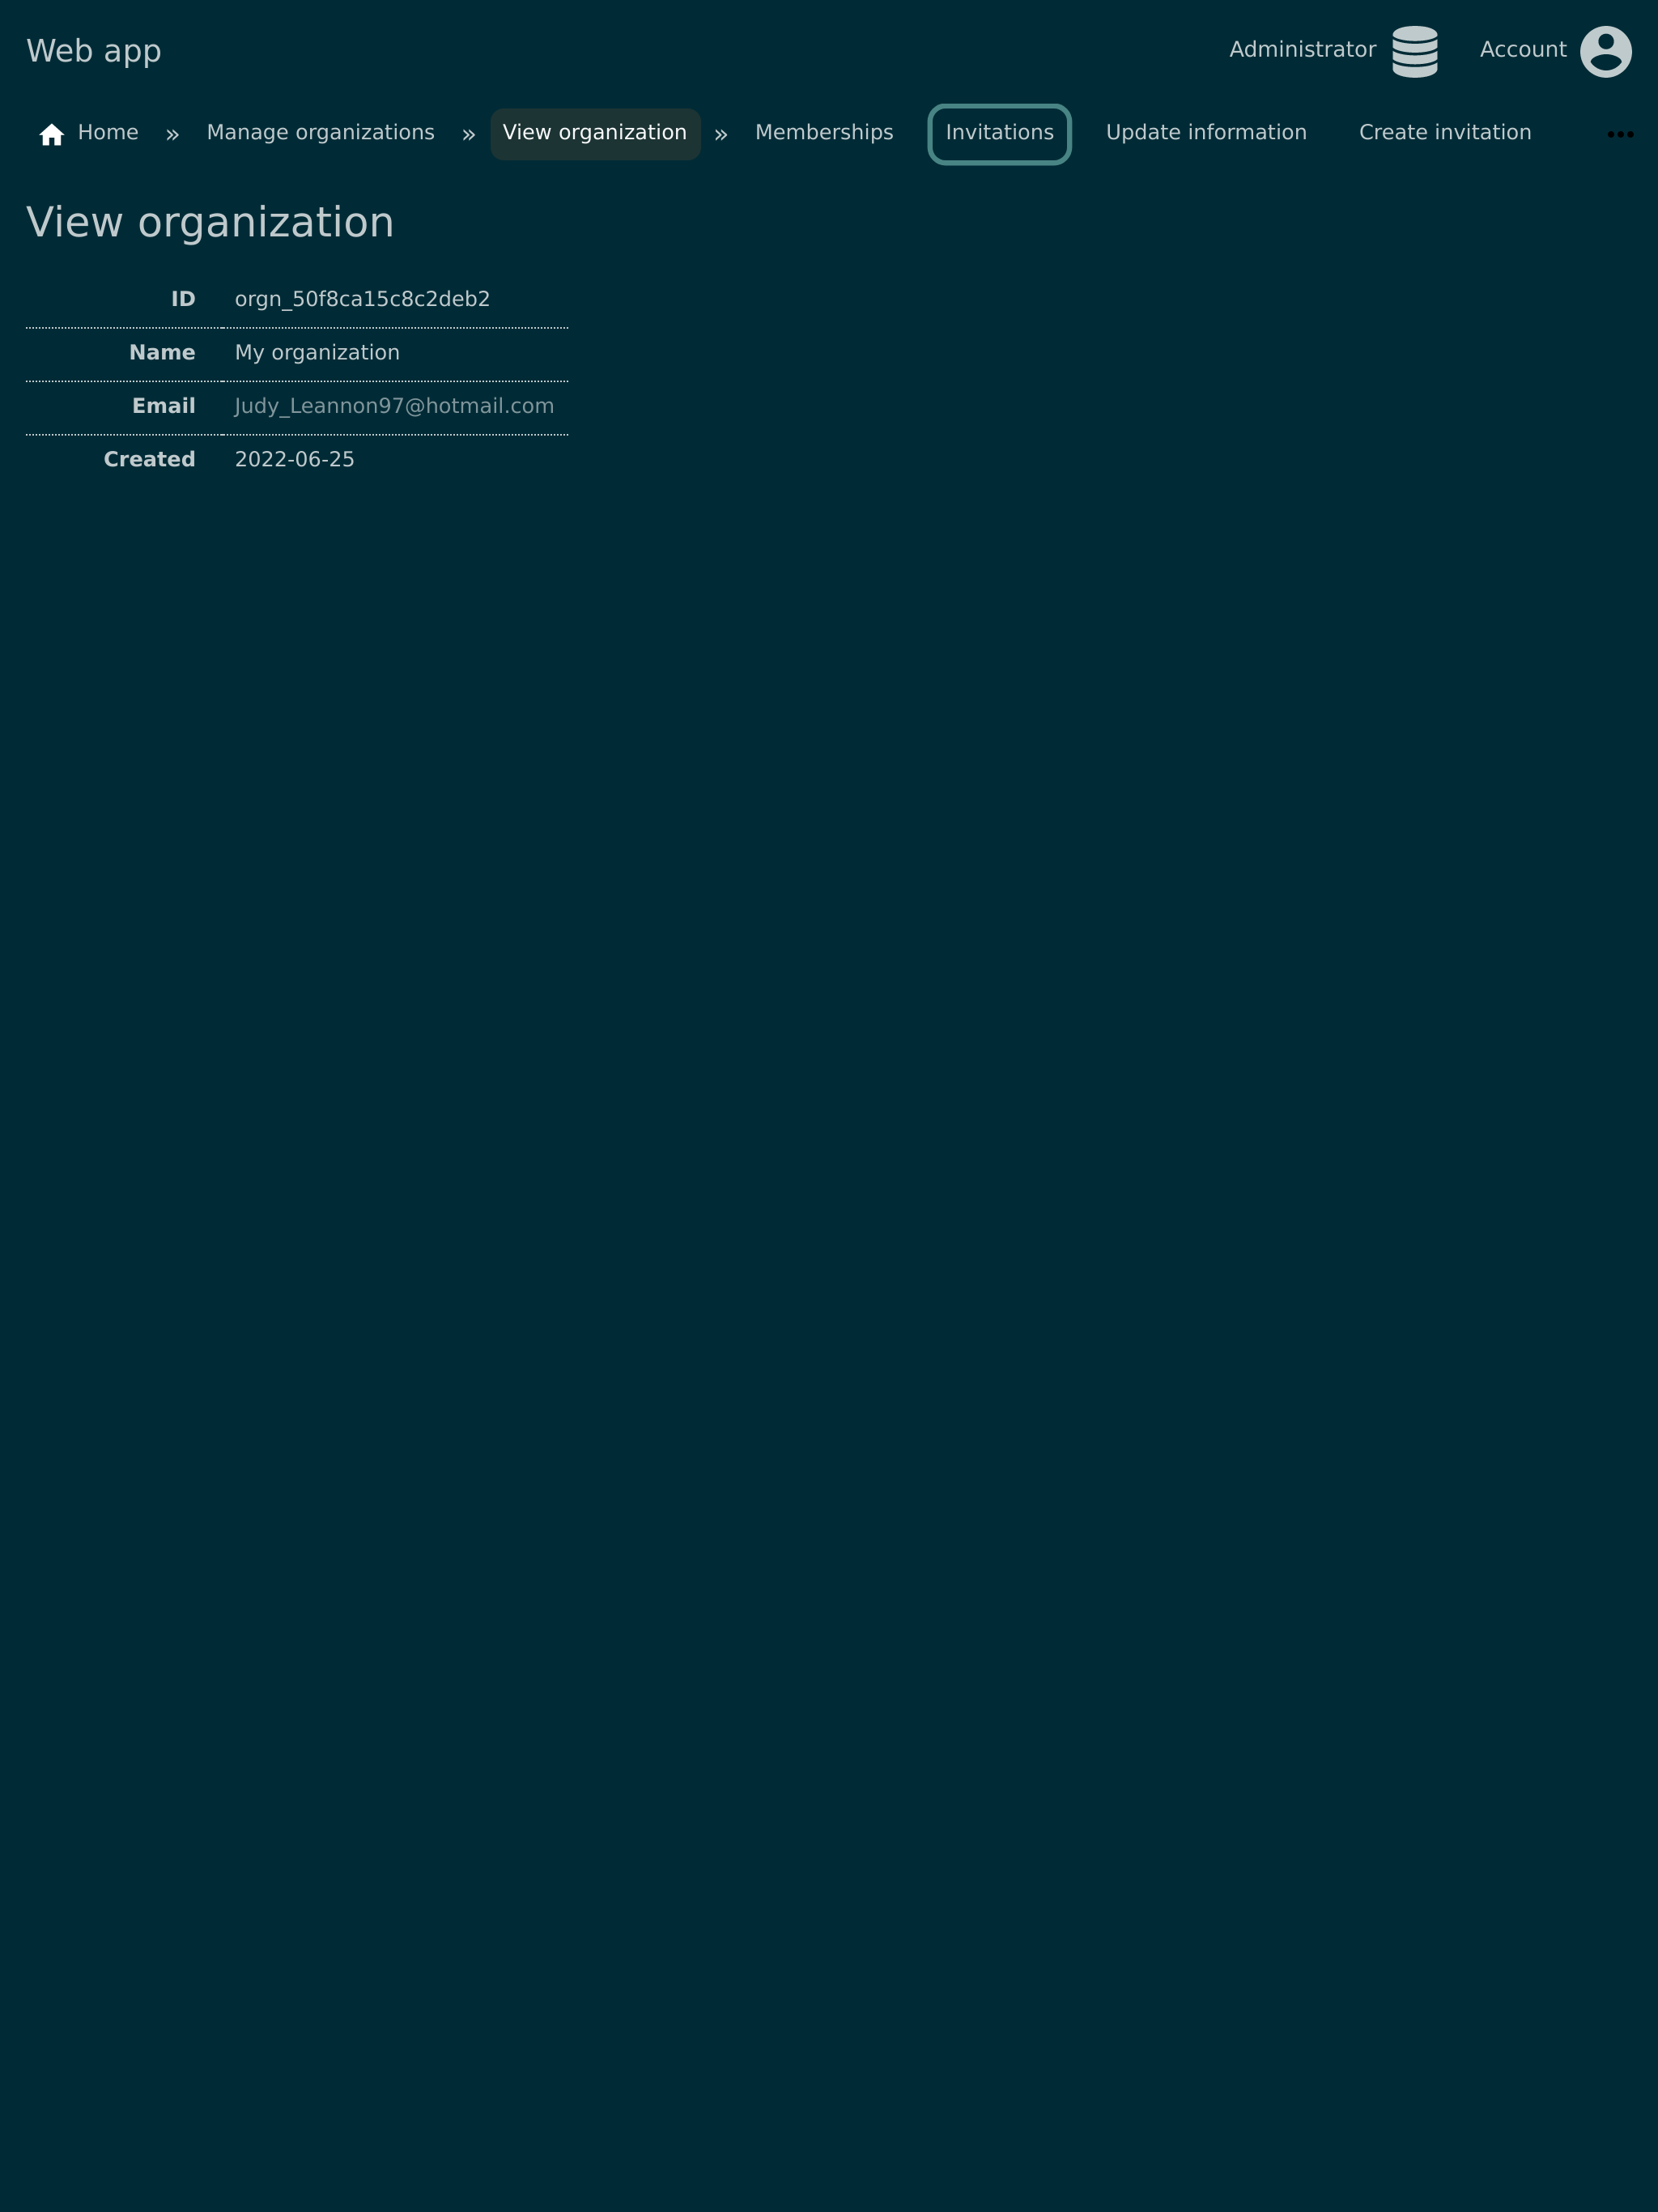 Web app
Administrator
Account
Home » Manage organizations » View organization » Memberships Invitations Update information Create invitation
View organization
ID orgn_50f8ca15c8c2deb2
Name My organization
Email Judy_Leannon97@hotmail.com
Created 2022-06-25